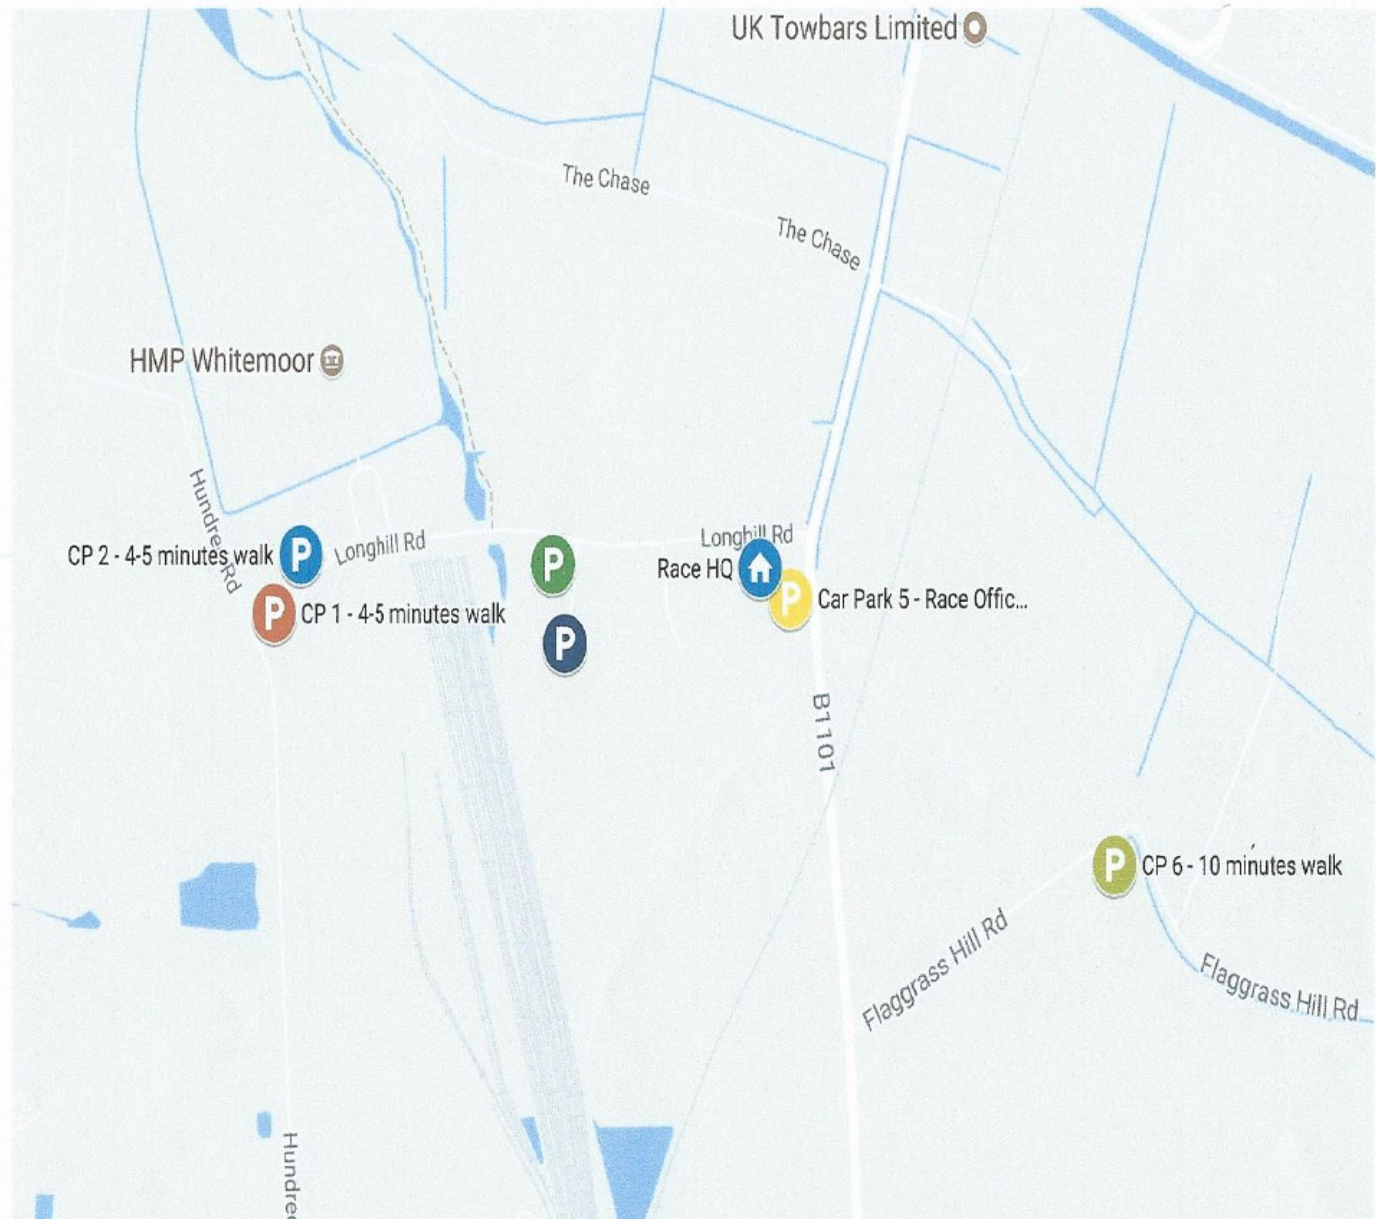 UK Towbars Limited
The Chase
The Chase
HMP Whitemoor
Hundred Rd
Longhill Rd
Longhill Rd
CP 2 - 4-5 minutes walk
P
P
Race HQ
P
CP 1 - 4-5 minutes walk
P
Car Park 5 - Race Offic...
P
B1101
P
CP 6 - 10 minutes walk
Flaggrass Hill Rd
Flaggrass Hill Rd
Hundred